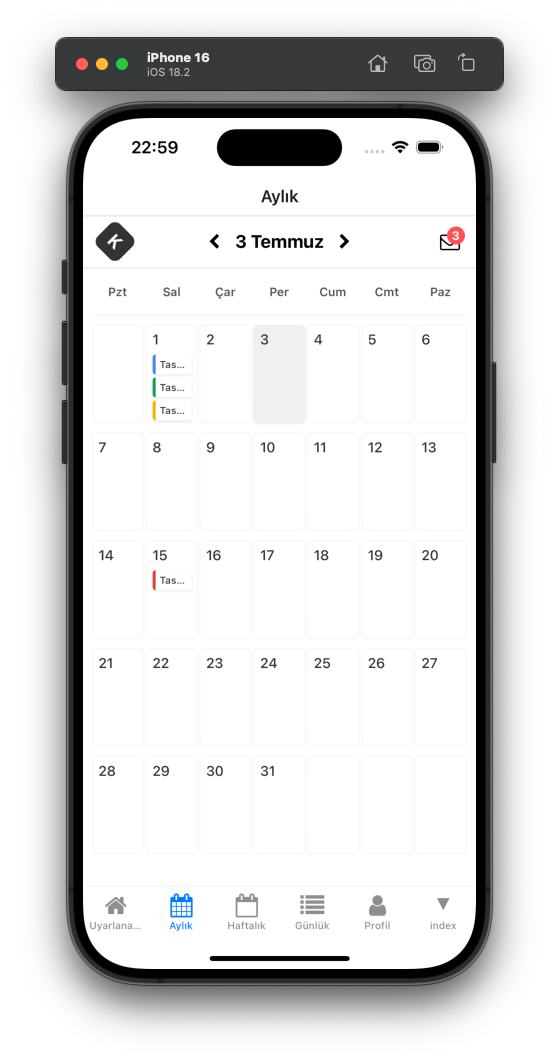 iPhone 16
iOS 18.2
22:59
Aylık
K
3 Temmuz
3
Pzt Sal Çar Per Cum Cmt Paz
1 2 3 4 5 6
Tas...
Tas...
Tas...
7 8 9 10 11 12 13
14 15 16 17 18 19 20
Tas...
21 22 23 24 25 26 27
28 29 30 31
Uyarlana... Aylık Haftalık Günlük Profil index